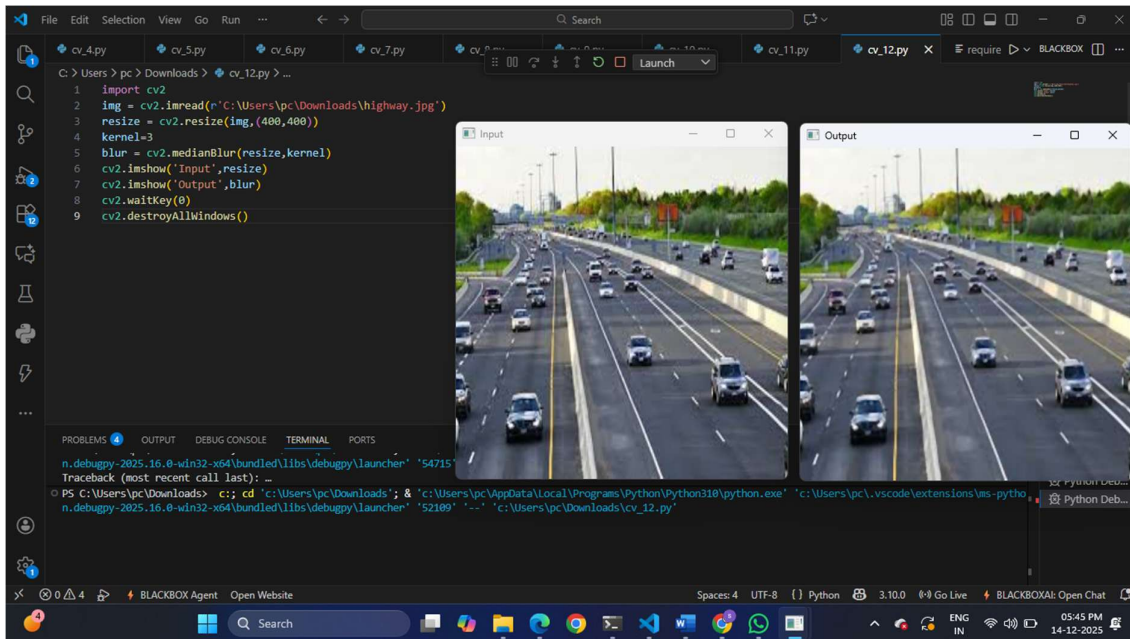 File Edit Selection View Go Run ··· Search
cv_4.py cv_5.py cv_6.py cv_7.py cv_11.py cv_12.py require BLACKBOX
Launch
C: > Users > pc > Downloads > cv_12.py > ...
1 import cv2
2 img = cv2.imread(r'C:\Users\pc\Downloads\highway.jpg')
3 resize = cv2.resize(img,(400,400))
4 kernel=3
5 blur = cv2.medianBlur(resize,kernel)
6 cv2.imshow('Input',resize)
7 cv2.imshow('Output',blur)
8 cv2.waitKey(0)
9 cv2.destroyAllWindows()
Input
Output
PROBLEMS 4 OUTPUT DEBUG CONSOLE TERMINAL PORTS
n.debugpy-2025.16.0-win32-x64\bundled\libs\debugpy\launcher' '54715'
Traceback (most recent call last): …
PS C:\Users\pc\Downloads> c:; cd 'c:\Users\pc\Downloads'; & 'c:\Users\pc\AppData\Local\Programs\Python\Python310\python.exe' 'c:\Users\pc\.vscode\extensions\ms-pytho
n.debugpy-2025.16.0-win32-x64\bundled\libs\debugpy\launcher' '52109' '--' 'c:\Users\pc\Downloads\cv_12.py'
Python Deb...
Python Deb...
0 4 BLACKBOX Agent Open Website Spaces: 4 UTF-8 { } Python 3.10.0 Go Live BLACKBOXAI: Open Chat
4 Search ENG 05:45 PM
IN 14-12-2025